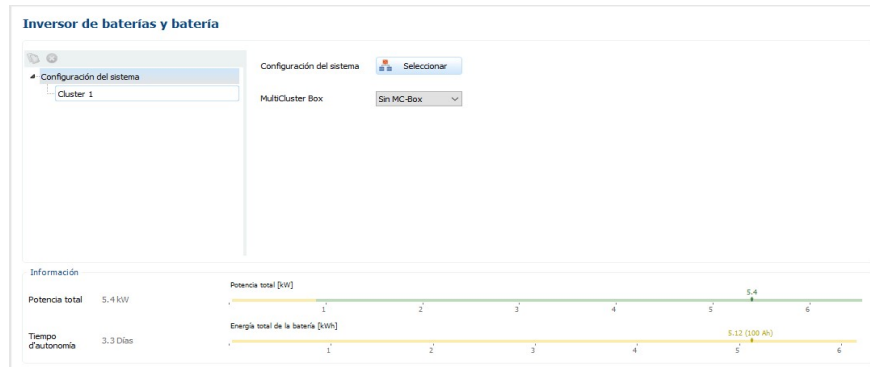 Inversor de baterías y batería
Configuración del sistema
Cluster 1
Configuración del sistema
Seleccionar
MultiCluster Box
Sin MC-Box
Información
Potencia total
5.4 kW
Potencia total [kW]
5.4
1 2 3 4 5 6
Tiempo
d'autonomía
3.3 Días
Energía total de la batería [kWh]
5.12 (100 Ah)
1 2 3 4 5 6